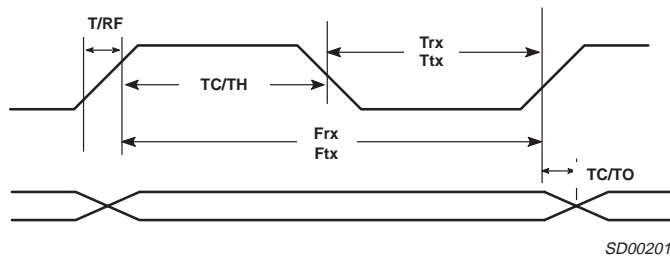 T/RF
Trx
Ttx
TC/TH
Frx
Ftx
TC/TO
SD00201